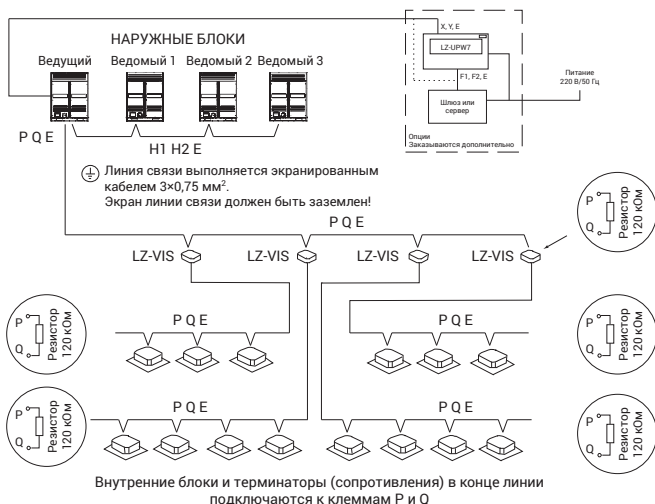 НАРУЖНЫЕ БЛОКИ
Ведущий Ведомый 1 Ведомый 2 Ведомый 3
X, Y, E
LZ-UPW7
F1, F2, E
Шлюз или
сервер
Опции
Заказываются дополнительно
Питание
220 В/50 Гц
P Q E
H1 H2 E
Линия связи выполняется экранированным
кабелем 3×0,75 мм².
Экран линии связи должен быть заземлен!
P Q E
LZ-VIS LZ-VIS LZ-VIS LZ-VIS
P
Q
Резистор
120 кОм
P
Q
Резистор
120 кОм
P Q E
P Q E
P
Q
Резистор
120 кОм
P
Q
Резистор
120 кОм
P Q E
P Q E
P
Q
Резистор
120 кОм
Внутренние блоки и терминаторы (сопротивления) в конце линии
подключаются к клеммам P и Q